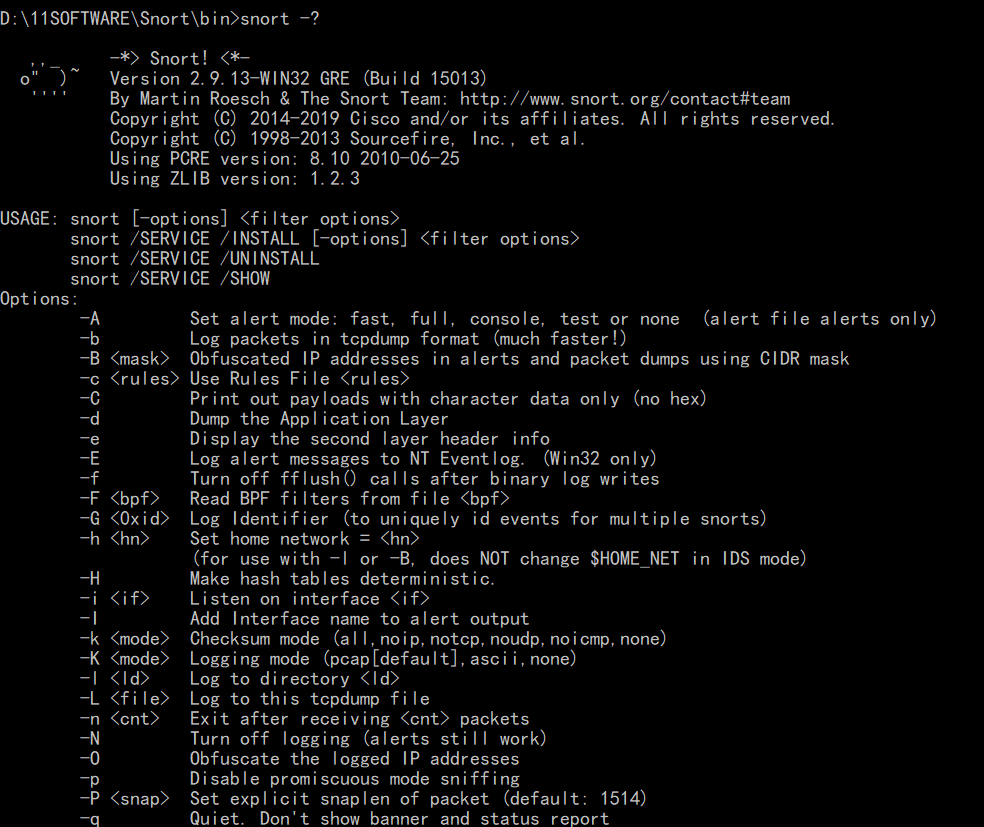 D:\11SOFTWARE\Snort\bin>snort -?
   ,,_     -*> Snort! <*-
  o"  )~   Version 2.9.13-WIN32 GRE (Build 15013)
   ''''    By Martin Roesch & The Snort Team: http://www.snort.org/contact#team
           Copyright (C) 2014-2019 Cisco and/or its affiliates. All rights reserved.
           Copyright (C) 1998-2013 Sourcefire, Inc., et al.
           Using PCRE version: 8.10 2010-06-25
           Using ZLIB version: 1.2.3
USAGE: snort [-options] <filter options>
       snort /SERVICE /INSTALL [-options] <filter options>
       snort /SERVICE /UNINSTALL
       snort /SERVICE /SHOW
Options:
        -A         Set alert mode: fast, full, console, test or none  (alert file alerts only)
        -b         Log packets in tcpdump format (much faster!)
        -B <mask>  Obfuscated IP addresses in alerts and packet dumps using CIDR mask
        -c <rules> Use Rules File <rules>
        -C         Print out payloads with character data only (no hex)
        -d         Dump the Application Layer
        -e         Display the second layer header info
        -E         Log alert messages to NT Eventlog. (Win32 only)
        -f         Turn off fflush() calls after binary log writes
        -F <bpf>   Read BPF filters from file <bpf>
        -G <0xid>  Log Identifier (to uniquely id events for multiple snorts)
        -h <hn>    Set home network = <hn>
                   (for use with -l or -B, does NOT change $HOME_NET in IDS mode)
        -H         Make hash tables deterministic.
        -i <if>    Listen on interface <if>
        -I         Add Interface name to alert output
        -k <mode>  Checksum mode (all,noip,notcp,noudp,noicmp,none)
        -K <mode>  Logging mode (pcap[default],ascii,none)
        -l <ld>    Log to directory <ld>
        -L <file>  Log to this tcpdump file
        -n <cnt>   Exit after receiving <cnt> packets
        -N         Turn off logging (alerts still work)
        -O         Obfuscate the logged IP addresses
        -p         Disable promiscuous mode sniffing
        -P <snap>  Set explicit snaplen of packet (default: 1514)
        -q         Quiet. Don't show banner and status report